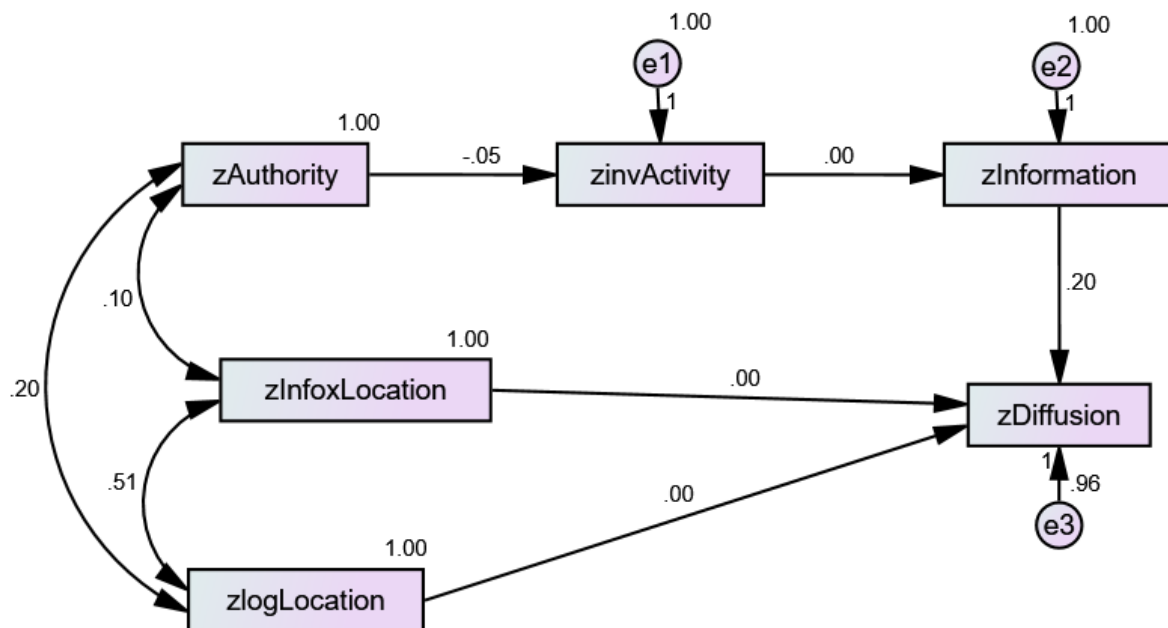 1.00
1.00
e1
e2
1
1
1.00
zAuthority
-.05
zinvActivity
.00
zInformation
.10
.20
1.00
zInfoxLocation
.00
zDiffusion
.20
.51
.00
1
.96
e3
1.00
zlogLocation